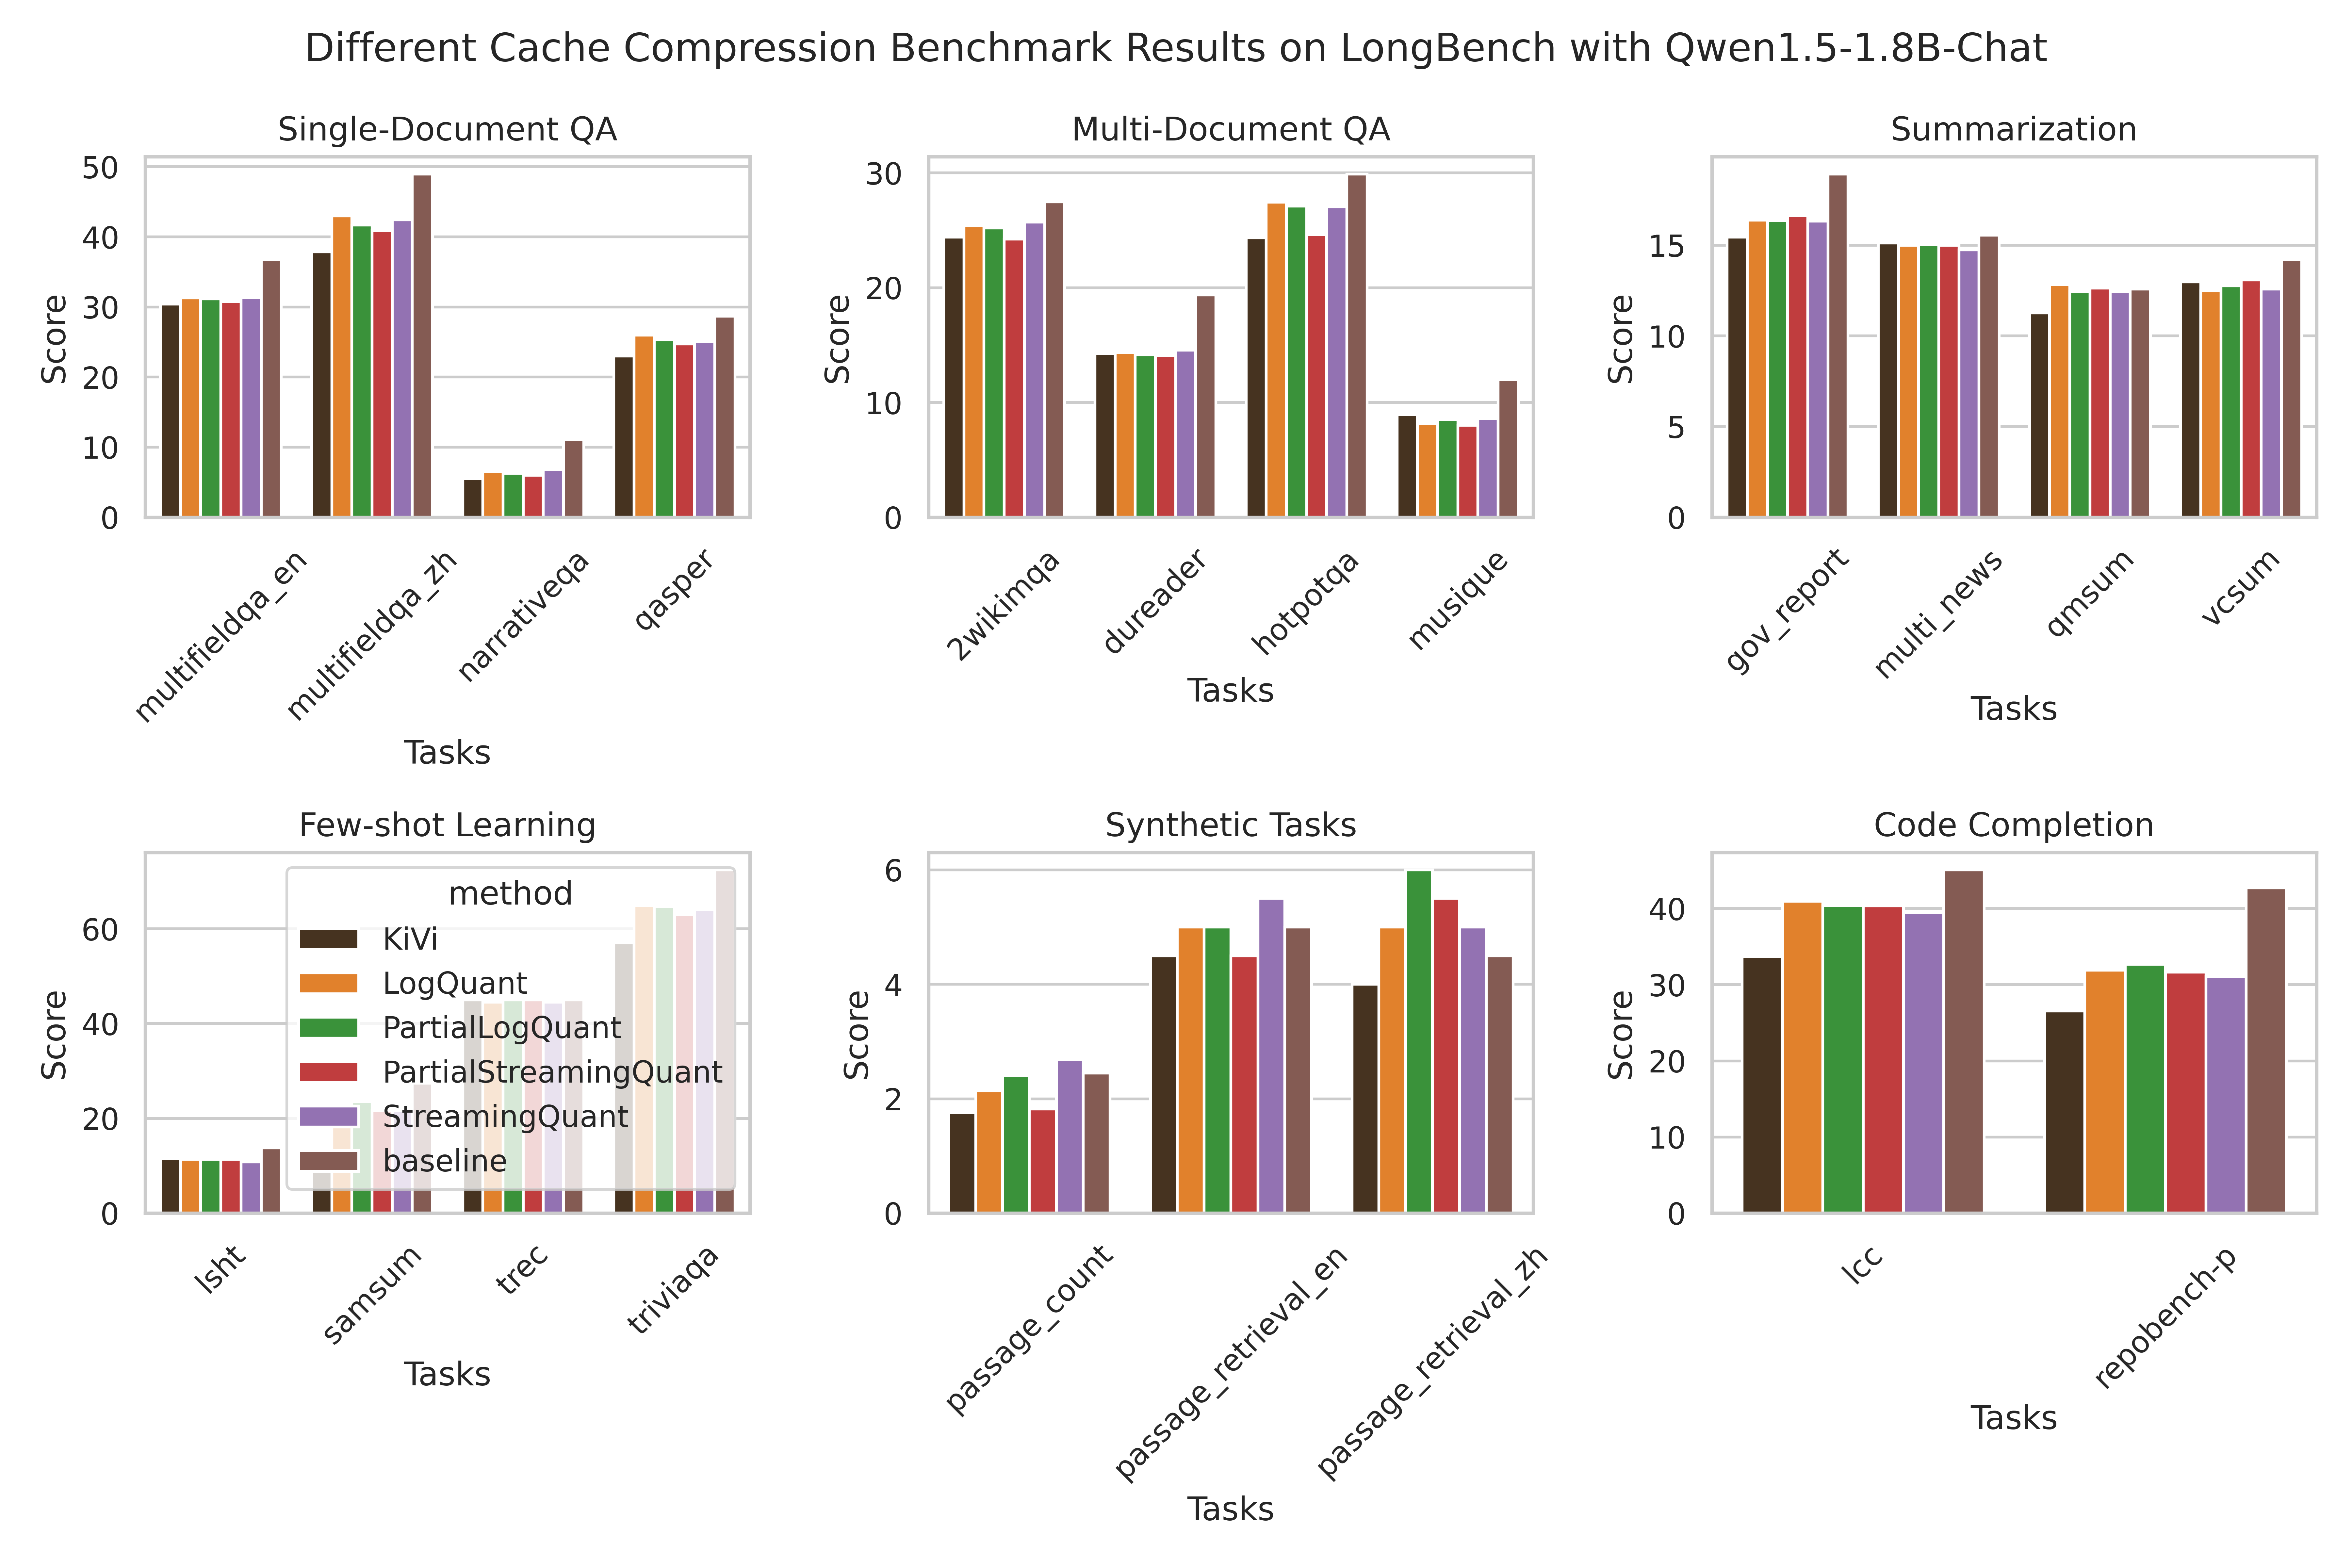 Different Cache Compression Benchmark Results on LongBench with Qwen1.5-1.8B-Chat
Single-Document QA
Score
50
40
30
20
10
0
multifieldqa_en
multifieldqa_zh
narrativeqa
qasper
Tasks
Multi-Document QA
Score
30
20
10
0
2wikimqa
dureader
hotpotqa
musique
Tasks
Summarization
Score
15
10
5
0
gov_report
multi_news
qmsum
vcsum
Tasks
Few-shot Learning
Score
60
40
20
0
method
KiVi
LogQuant
PartialLogQuant
PartialStreamingQuant
StreamingQuant
baseline
lsht
samsum
trec
triviaqa
Tasks
Synthetic Tasks
Score
6
4
2
0
passage_count
passage_retrieval_en
passage_retrieval_zh
Tasks
Code Completion
Score
40
30
20
10
0
lcc
repobench-p
Tasks